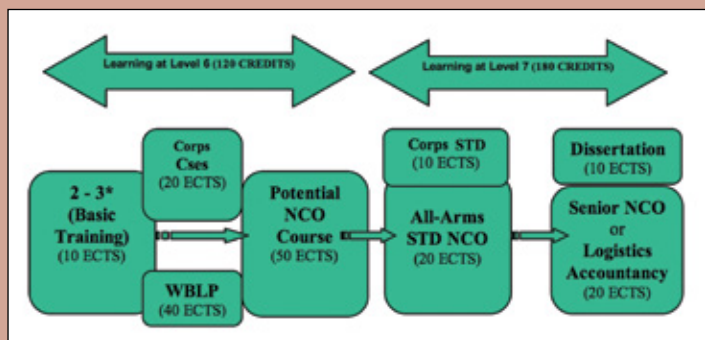 Learning at Level 6 (120 CREDITS)
Learning at Level 7 (180 CREDITS)
2 - 3*
(Basic
Training)
(10 ECTS)
Corps
Cses
(20 ECTS)
WBLP
(40 ECTS)
Potential
NCO
Course
(50 ECTS)
Corps STD
(10 ECTS)
All-Arms
STD NCO
(20 ECTS)
Dissertation
(10 ECTS)
Senior NCO
or
Logistics
Accountancy
(20 ECTS)